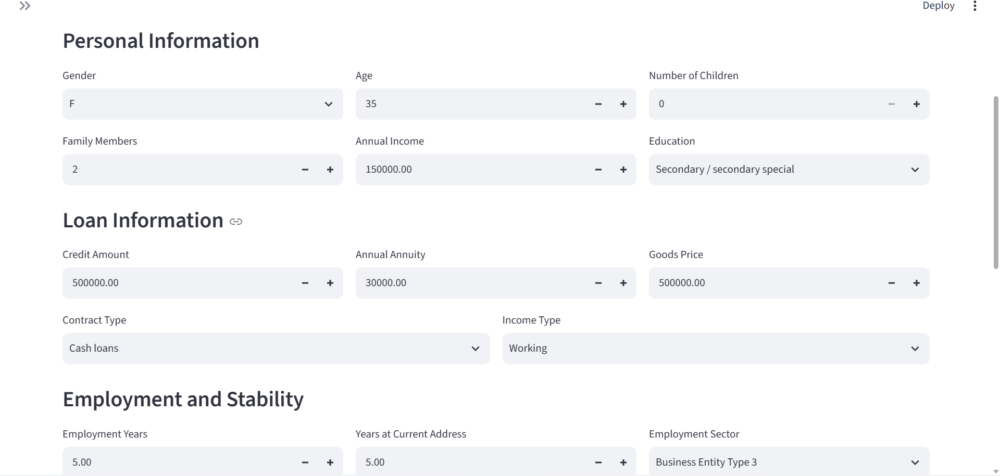 Deploy
Personal Information
Gender
Age
Number of Children
F
35
0
Family Members
Annual Income
Education
2
150000.00
Secondary / secondary special
Loan Information
Credit Amount
Annual Annuity
Goods Price
500000.00
30000.00
500000.00
Contract Type
Income Type
Cash loans
Working
Employment and Stability
Employment Years
Years at Current Address
Employment Sector
5.00
5.00
Business Entity Type 3